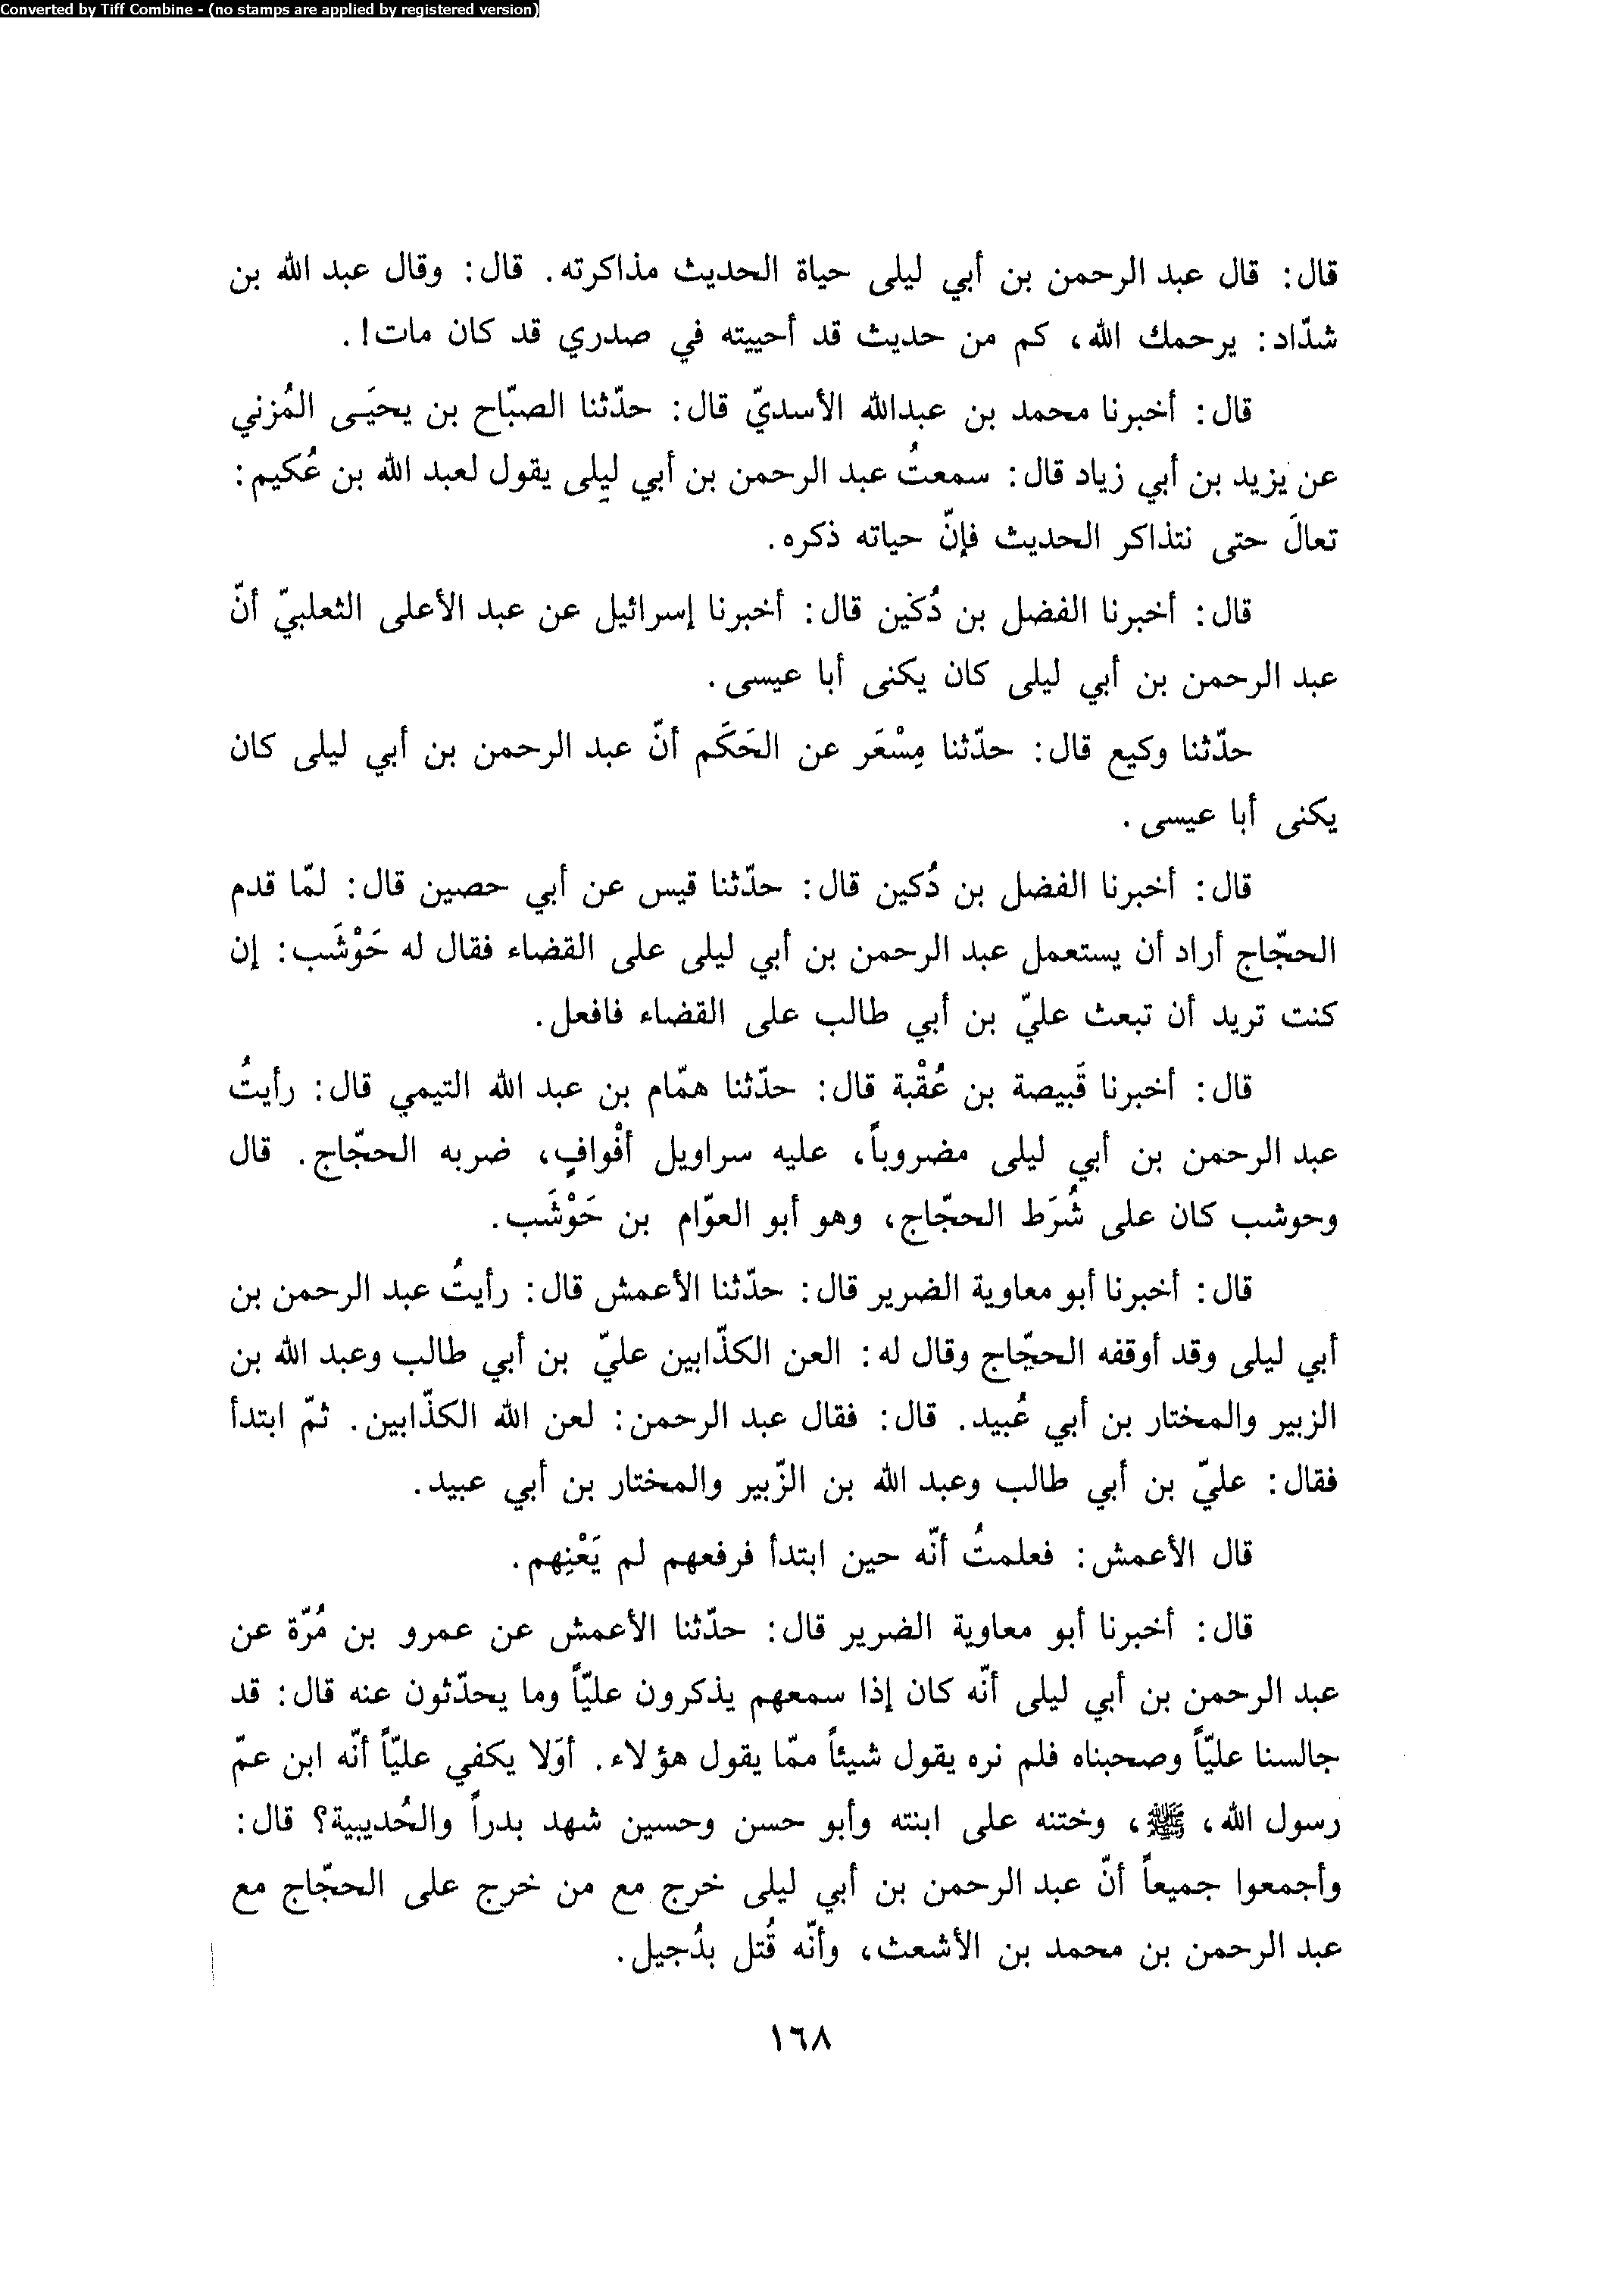 Converted by Tiff Combine - (no stamps are applied by registered version)
قال: قال عبد الرحمن بن أبي ليلى حياة الحديث مذاكرته. قال: وقال عبد الله بن
شدّاد: يرحمك الله، كم من حديث قد أحييته في صدري قد كان مات!.
قال: أخبرنا محمد بن عبدالله الأسديّ قال: حدّثنا الصبّاح بن يحيَـى المُزني
عن يزيد بن أبي زياد قال: سمعتُ عبد الرحمن بن أبي ليلى يقول لعبد الله بن عُكيم:
تعالَ حتى نتذاكر الحديث فإنّ حياته ذكره.
قال: أخبرنا الفضل بن دُكَين قال: أخبرنا إسرائيل عن عبد الأعلى الثعلبيّ أنّ
عبد الرحمن بن أبي ليلى كان يكنى أبا عيسى.
حدّثنا وكيع قال: حدّثنا مِسْعَر عن الحَكَم أنّ عبد الرحمن بن أبي ليلى كان
يكنى أبا عيسى.
قال: أخبرنا الفضل بن دُكين قال: حدّثنا قيس عن أبي حصين قال: لمّا قدم
الحجّاج أراد أن يستعمل عبد الرحمن بن أبي ليلى على القضاء فقال له حَوْشَب: إن
كنت تريد أن تبعث عليّ بن أبي طالب على القضاء فافعل.
قال: أخبرنا قَبيصة بن عُقْبة قال: حدّثنا همّام بن عبد الله التيمي قال: رأيتُ
عبد الرحمن بن أبي ليلى مضروباً، عليه سراويل أفْوافٍ، ضربه الحجّاج. قال
وحوشب كان على شُرَط الحجّاج، وهو أبو العوّام بن حَوْشَب.
قال: أخبرنا أبو معاوية الضرير قال: حدّثنا الأعمش قال: رأيتُ عبد الرحمن بن
أبي ليلى وقد أوقفه الحجّاج وقال له: العن الكذّابين عليّ بن أبي طالب وعبد الله بن
الزبير والمختار بن أبي عُبيد. قال: فقال عبد الرحمن: لعن الله الكذّابين. ثمّ ابتدأ
فقال: عليّ بن أبي طالب وعبد الله بن الزّبير والمختار بن أبي عبيد.
قال الأعمش: فعلمتُ أنّه حين ابتدأ فرفعهم لم يَعْنِهم.
قال: أخبرنا أبو معاوية الضرير قال: حدّثنا الأعمش عن عمرو بن مُرّة عن
عبد الرحمن بن أبي ليلى أنّه كان إذا سمعهم يذكرون عليّاً وما يحدّثون عنه قال: قد
جالسنا عليّاً وصحبناه فلم نره يقول شيئاً ممّا يقول هؤلاء. أوَلا يكفي عليّاً أنّه ابن عمّ
رسول الله، ﷺ، وختنه على ابنته وأبو حسن وحسين شهد بدراً والحُديبية؟ قال:
وأجمعوا جميعاً أنّ عبد الرحمن بن أبي ليلى خرج مع من خرج على الحجّاج مع
عبد الرحمن بن محمد بن الأشعث، وأنّه قُتل بدُجيل.
١٦٨